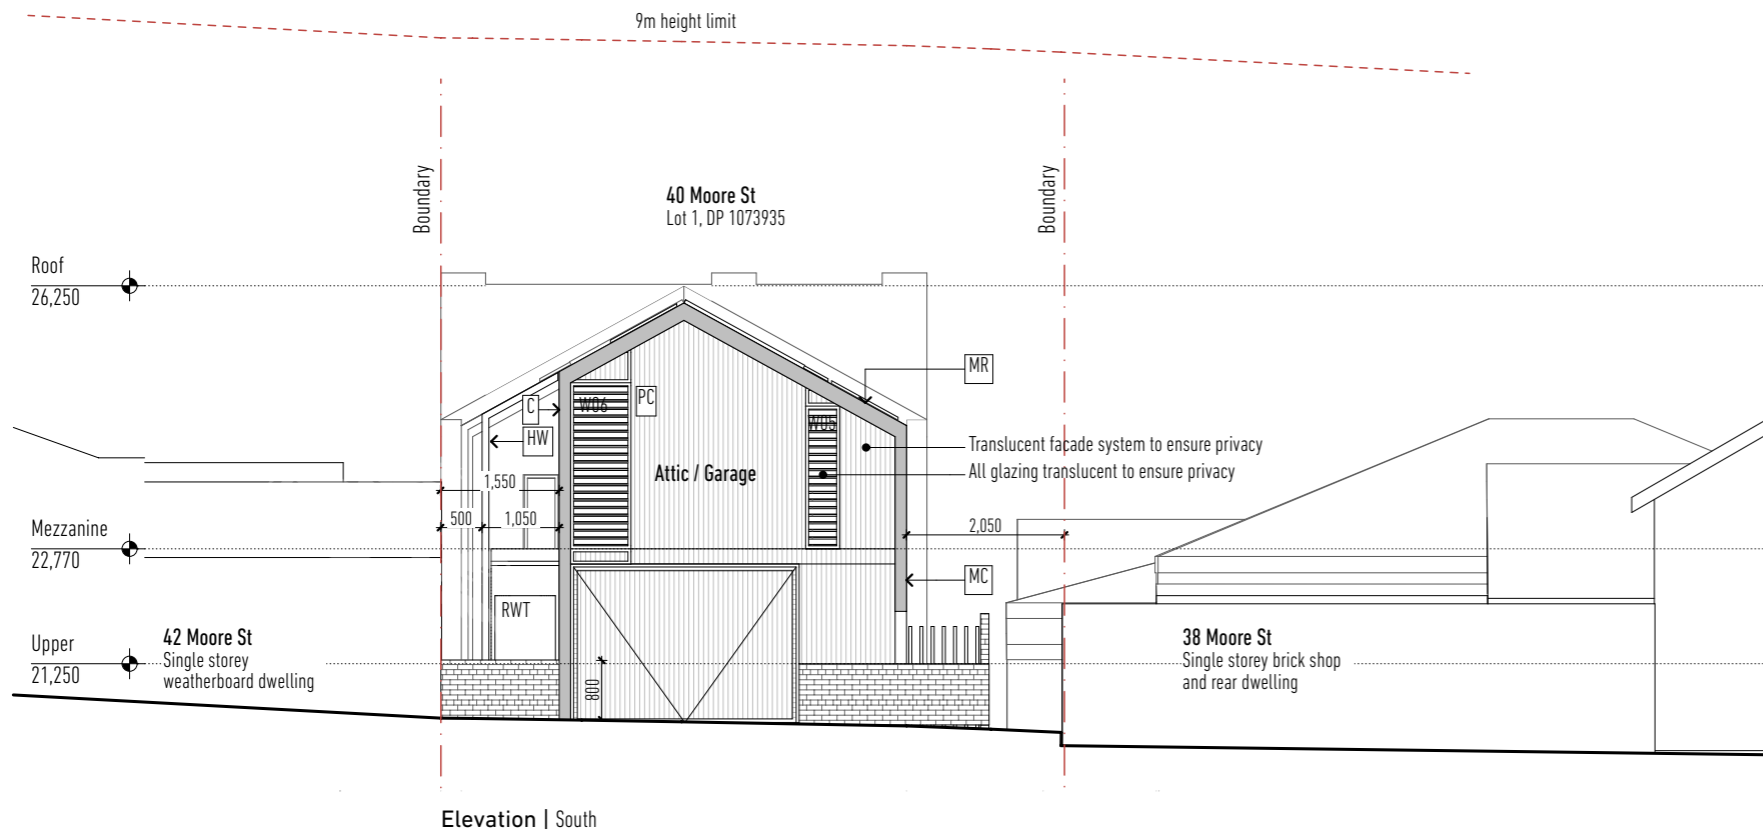 9m height limit
Boundary
Boundary
40 Moore St
Lot 1, DP 1073935
Roof
26,250
MR
C
W06
PC
W05
HW
Translucent facade system to ensure privacy
Attic / Garage
All glazing translucent to ensure privacy
1,550
500
1,050
2,050
Mezzanine
22,770
MC
RWT
Upper
21,250
42 Moore St
Single storey
weatherboard dwelling
800
38 Moore St
Single storey brick shop
and rear dwelling
Elevation | South